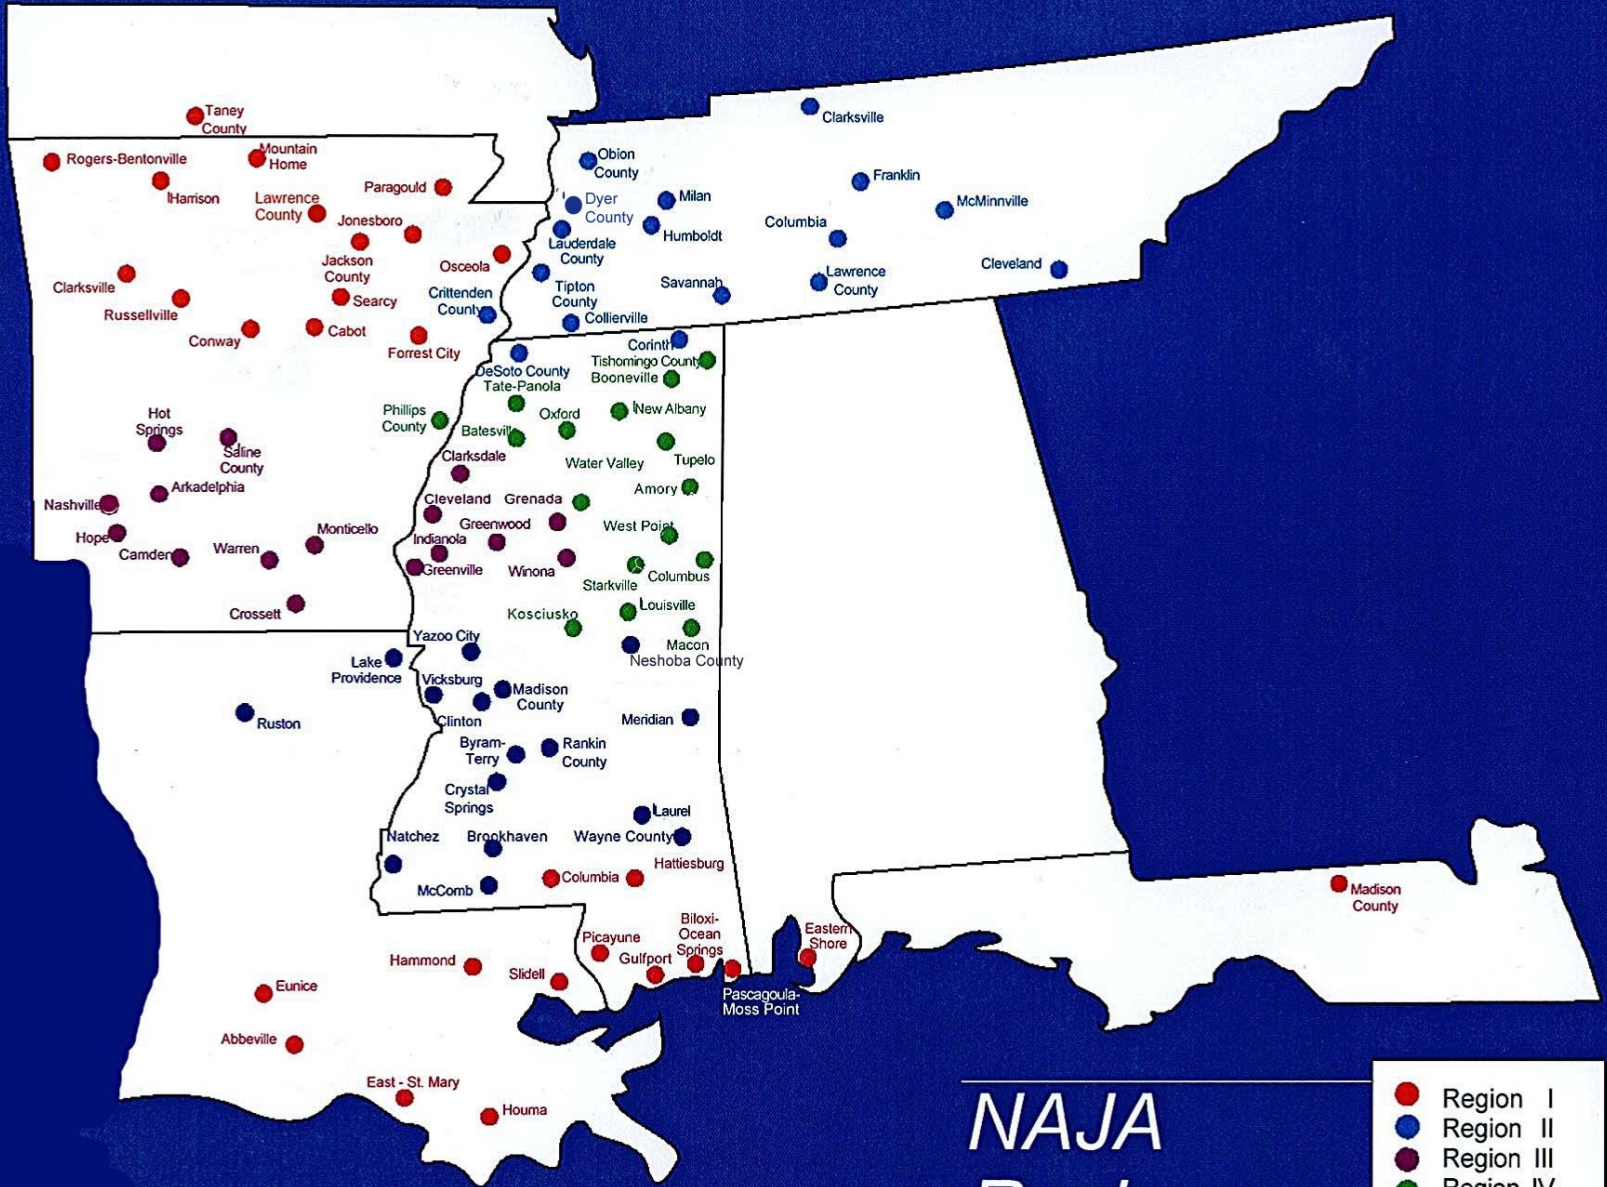 Taney
County
Rogers-Bentonville
Mountain
Home
Harrison
Lawrence
County
Paragould
Jonesboro
Jackson
County
Osceola
Clarksville
Russellville
Searcy
Conway
Cabot
Forrest City
Crittenden
County
Clarksville
Obion
County
Dyer
County
Milan
Humboldt
Lauderdale
County
Tipton
County
Collierville
Savannah
Franklin
McMinnville
Columbia
Lawrence
County
Cleveland
Corinth
Tishomingo County
Booneville
DeSoto County
Tate-Panola
Phillips
County
Batesville
Oxford
New Albany
Water Valley
Tupelo
Clarksdale
Amory
Cleveland
Grenada
Greenwood
West Point
Indianola
Greenville
Winona
Starkville
Columbus
Kosciusko
Louisville
Macon
Neshoba County
Hot
Springs
Saline
County
Arkadelphia
Nashville
Hope
Camden
Warren
Monticello
Crossett
Yazoo City
Lake
Providence
Vicksburg
Madison
County
Ruston
Clinton
Meridian
Byram-
Terry
Rankin
County
Crystal
Springs
Laurel
Natchez
Brookhaven
Wayne County
McComb
Columbia
Hattiesburg
Picayune
Biloxi-
Ocean
Springs
Gulfport
Eastern
Shore
Pascagoula-
Moss Point
Madison
County
Hammond
Slidell
Eunice
Abbeville
East - St. Mary
Houma
NAJA
Region I
Region II
Region III
Region IV